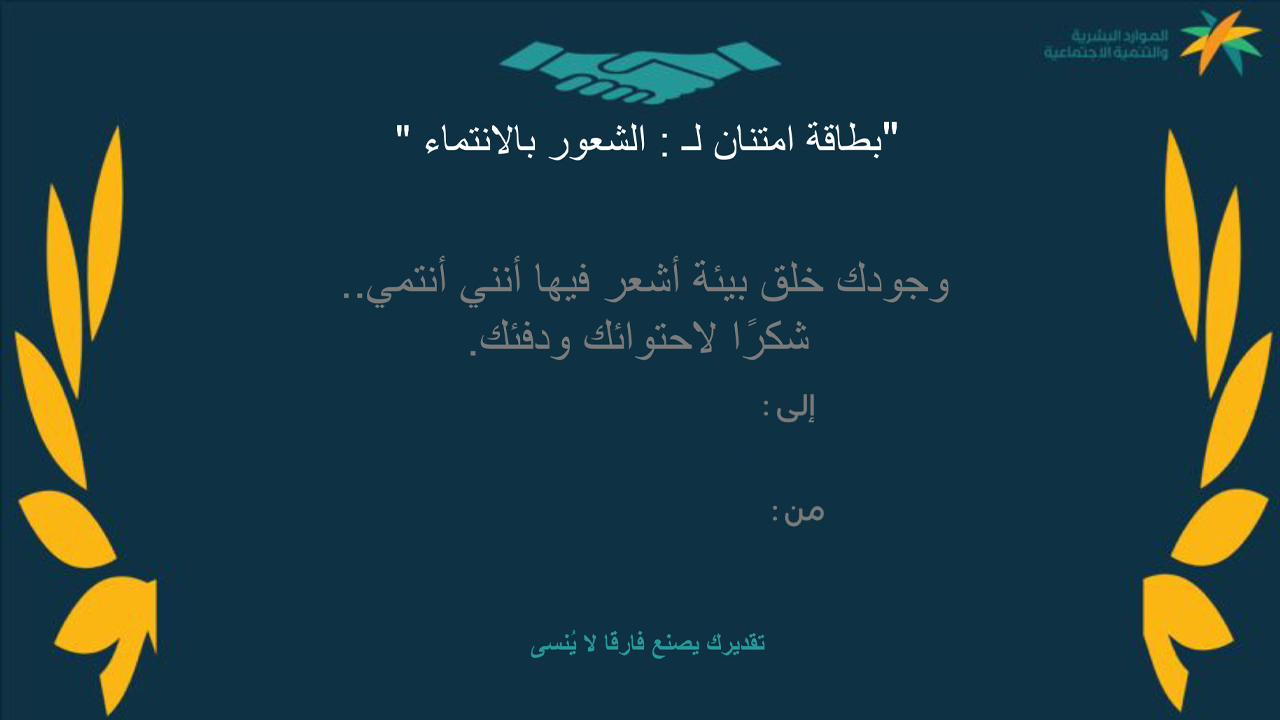 الموارد البشرية
والتنمية الاجتماعية
"بطاقة امتنان لـ : الشعور بالانتماء "
وجودك خلق بيئة أشعر فيها أنني أنتمي..
شكرًا لاحتوائك ودفئك.
إلى :
من :
تقديرك يصنع فارقا لا يُنسى